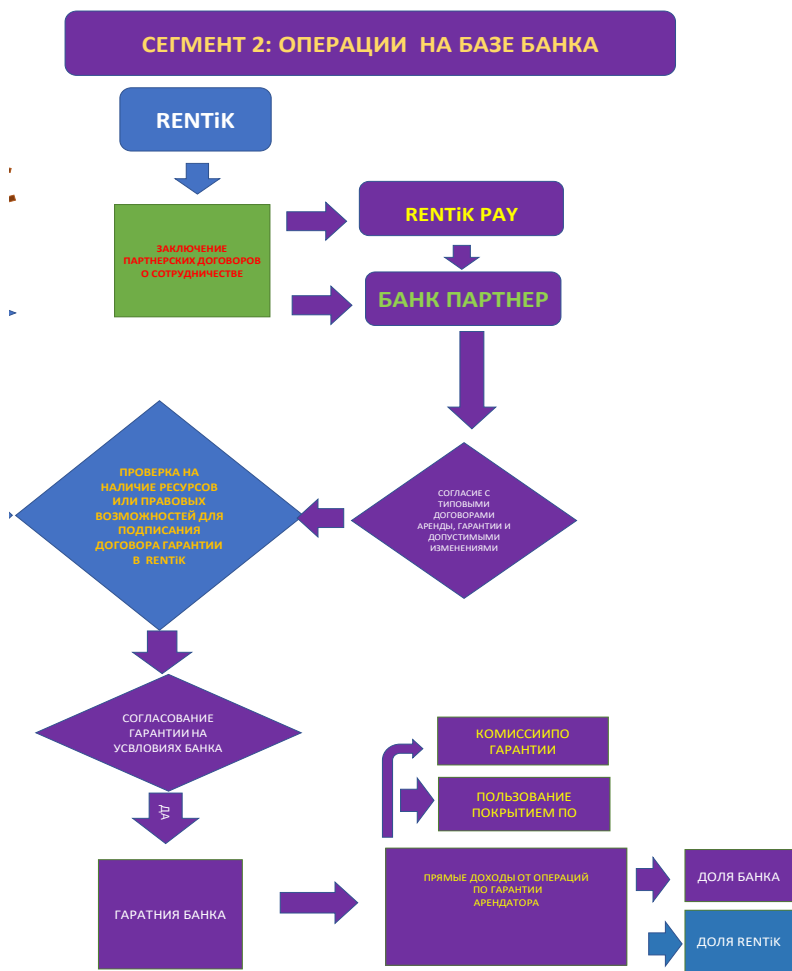 СЕГМЕНТ 2: ОПЕРАЦИИ НА БАЗЕ БАНКА
RENTiK
ЗАКЛЮЧЕНИЕ
ПАРТНЕРСКИХ ДОГОВОРОВ
О СОТРУДНИЧЕСТВЕ
RENTiK PAY
БАНК ПАРТНЕР
СОГЛАСИЕ С
ТИПОВЫМИ
ДОГОВОРАМИ
АРЕНДЫ, ГАРАНТИИ И
ДОПУСТИМЫМИ
ИЗМЕНЕНИЯМИ
ПРОВЕРКА НА
НАЛИЧИЕ РЕСУРСОВ
ИЛИ ПРАВОВЫХ
ВОЗМОЖНОСТЕЙ ДЛЯ
ПОДПИСАНИЯ
ДОГОВОРА ГАРАНТИИ
В RENTiK
СОГЛАСОВАНИЕ
ГАРАНТИИ НА
УСВЛОВИЯХ БАНКА
ДА
ГАРАТНИЯ БАНКА
КОМИССИИПО
ГАРАНТИИ
ПОЛЬЗОВАНИЕ
ПОКРЫТИЕМ ПО
ПРЯМЫЕ ДОХОДЫ ОТ ОПЕРАЦИЙ
ПО ГАРАНТИИ
АРЕНДАТОРА
ДОЛЯ БАНКА
ДОЛЯ RENTiK